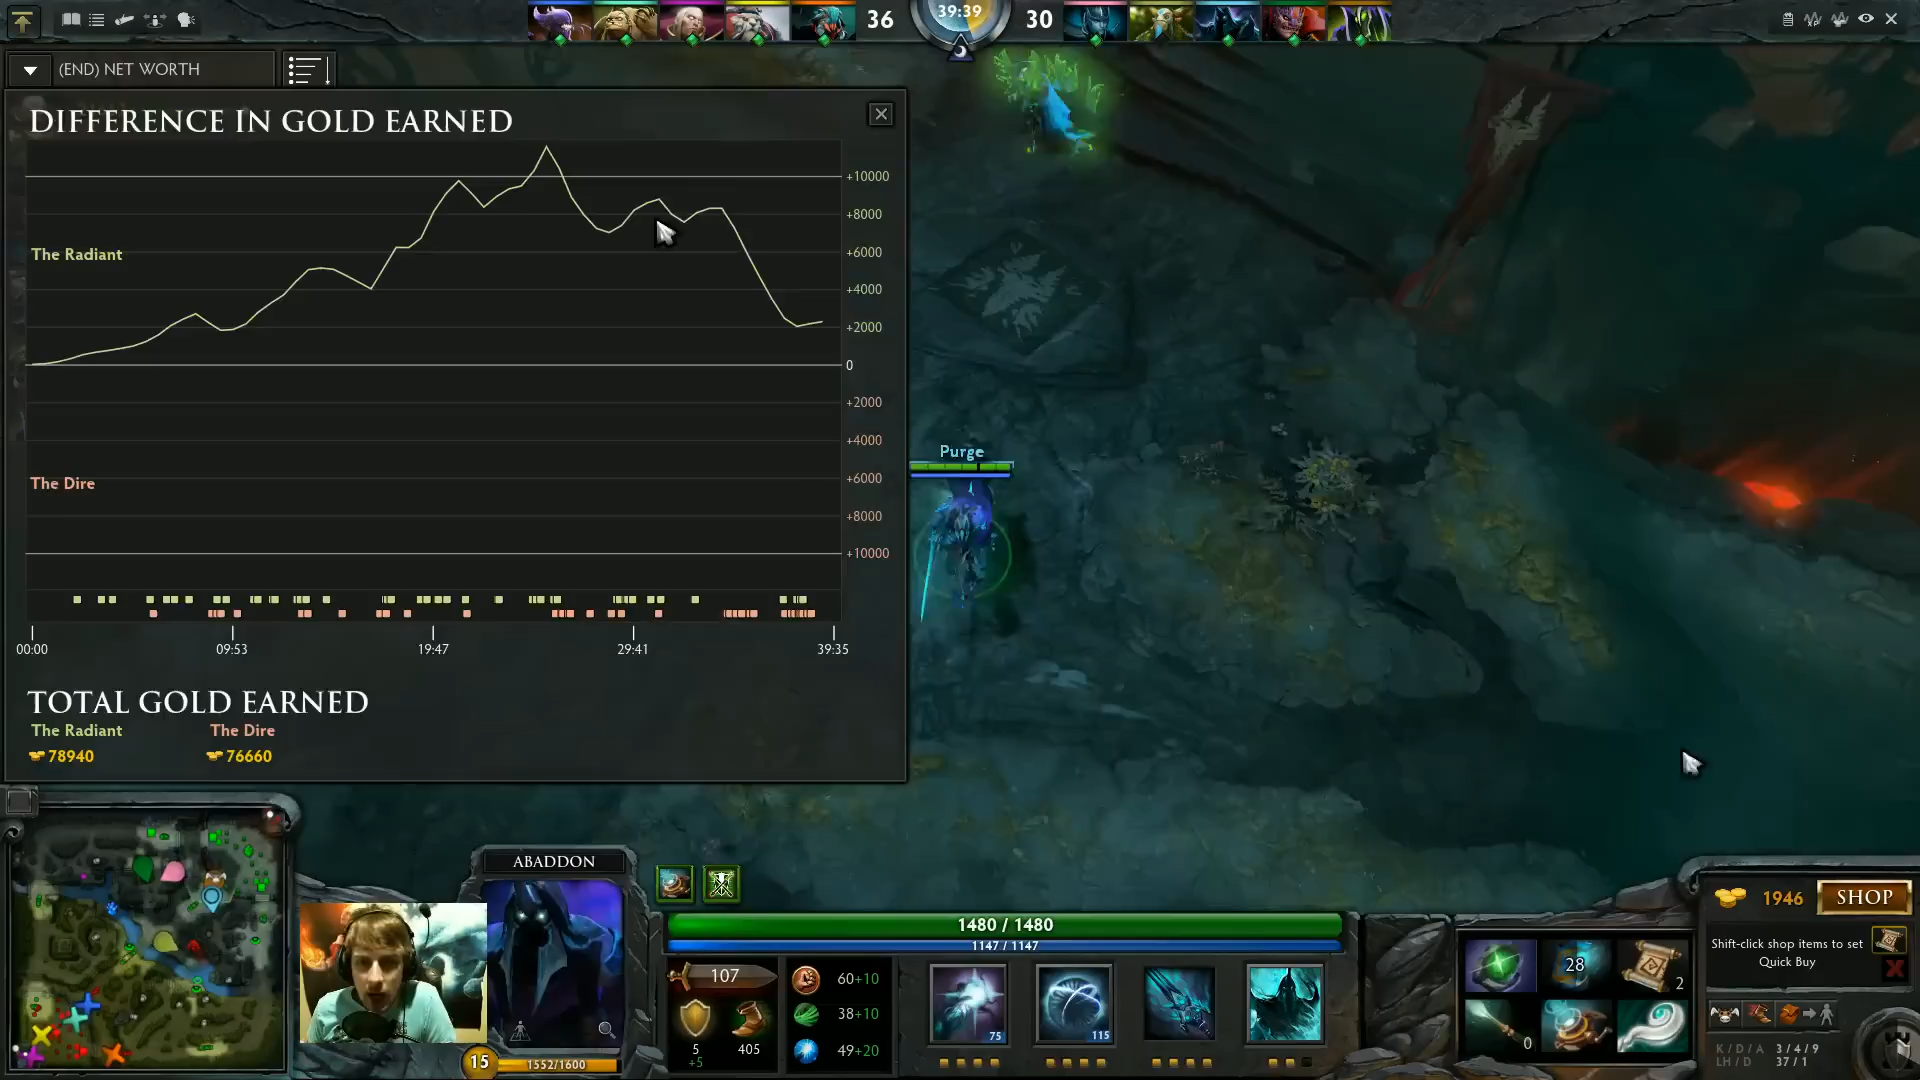 36
39:39
30
(END) NET WORTH
DIFFERENCE IN GOLD EARNED
+10000
+8000
The Radiant
+6000
+4000
+2000
0
+2000
+4000
The Dire
+6000
+8000
+10000
00:00
09:53
19:47
29:41
39:35
TOTAL GOLD EARNED
The Radiant
The Dire
78940
76660
Purge
ABADDON
1480 / 1480
1147 / 1147
107
60+10
38+10
49+20
5
+5
405
15
1552/1600
75
115
28
2
0
1946
SHOP
Shift-click shop items to set
Quick Buy
K / D / A 3/4/9
LH / D 37/1